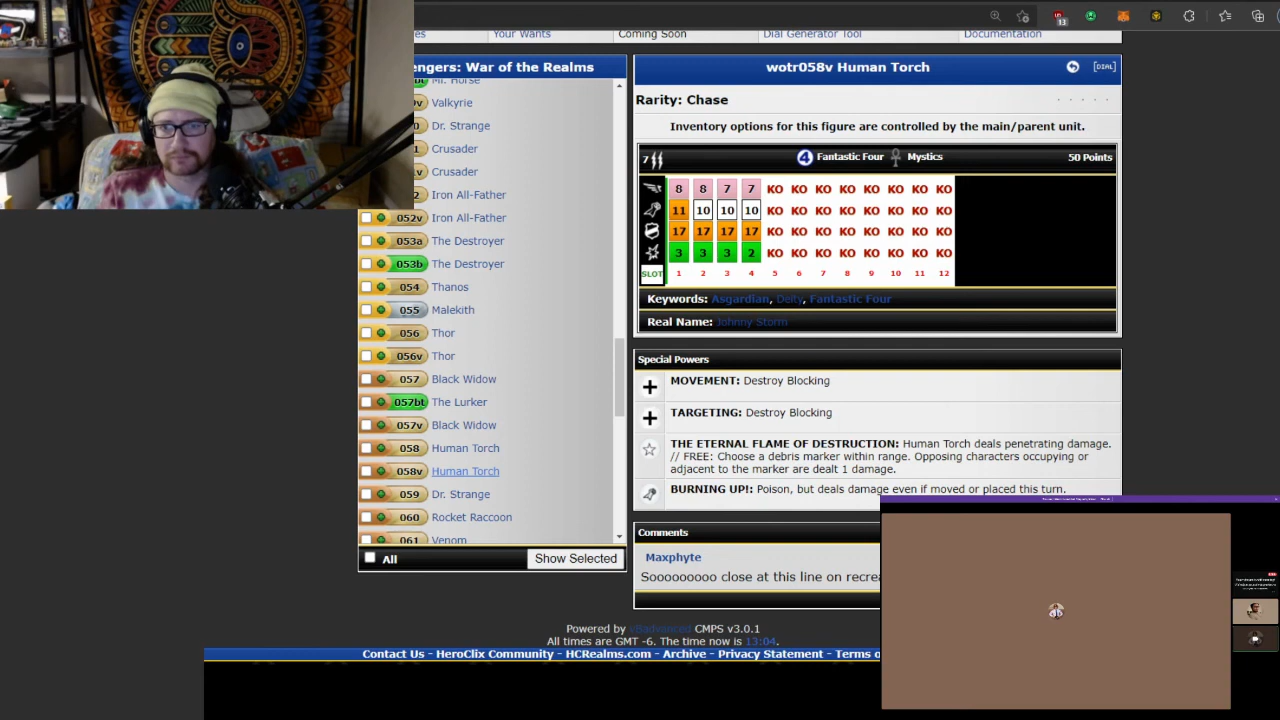 13
es
Your Wants
Coming Soon
Dial Generator Tool
Documentation
engers: War of the Realms
Mr. Horse
Valkyrie
Dr. Strange
Crusader
Crusader
Iron All-Father
052v Iron All-Father
053a The Destroyer
053b The Destroyer
054 Thanos
055 Malekith
056 Thor
056v Thor
057 Black Widow
057bt The Lurker
057v Black Widow
058 Human Torch
058v Human Torch
059 Dr. Strange
060 Rocket Raccoon
061 Venom
All
Show Selected
wotr058v Human Torch
[DIAL]
Rarity: Chase
Inventory options for this figure are controlled by the main/parent unit.
7
4 Fantastic Four Mystics 50 Points
8 8 7 7 KO KO KO KO KO KO KO KO
11 10 10 10 KO KO KO KO KO KO KO KO
17 17 17 17 KO KO KO KO KO KO KO KO
3 3 3 2 KO KO KO KO KO KO KO KO
SLOT 1 2 3 4 5 6 7 8 9 10 11 12
Keywords: Asgardian, Deity, Fantastic Four
Real Name: Johnny Storm
Special Powers
MOVEMENT: Destroy Blocking
TARGETING: Destroy Blocking
THE ETERNAL FLAME OF DESTRUCTION: Human Torch deals penetrating damage.
// FREE: Choose a debris marker within range. Opposing characters occupying or
adjacent to the marker are dealt 1 damage.
BURNING UP!: Poison, but deals damage even if moved or placed this turn.
Comments
Maxphyte
Sooooooooo close at this line on recrea
Powered by vBadvanced CMPS v3.0.1
All times are GMT -6. The time now is 13:04.
Contact Us - HeroClix Community - HCRealms.com - Archive - Privacy Statement - Terms o